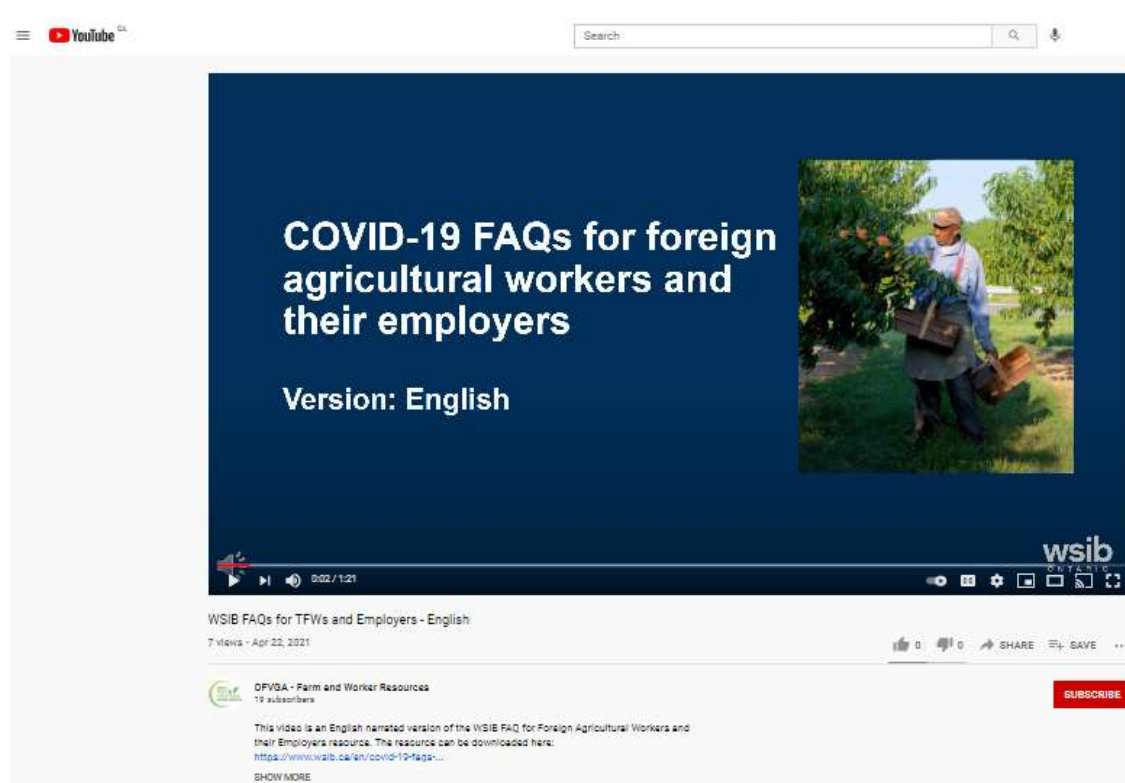 YouTube CA
Search
COVID-19 FAQs for foreign
agricultural workers and
their employers
Version: English
wsib
ONTARIO
0:02 / 1:21
WSIB FAQs for TFWs and Employers - English
7 views - Apr 22, 2021
0 0 SHARE SAVE
OFVGA - Farm and Worker Resources
19 subscribers
SUBSCRIBE
This video is an English narrated version of the WSIB FAQ for Foreign Agricultural Workers and
their Employers resource. The resource can be downloaded here:
https://www.wsib.ca/en/covid-19-faqs-...
SHOW MORE